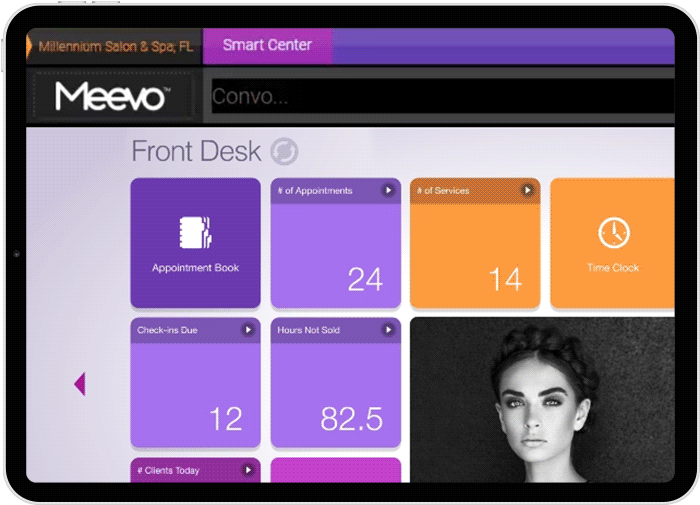 Millennium Salon & Spa, FL
Smart Center
Meevo™
Convo...
Front Desk
Appointment Book
# of Appointments
24
# of Services
14
Time Clock
Check-ins Due
12
Hours Not Sold
82.5
# Clients Today